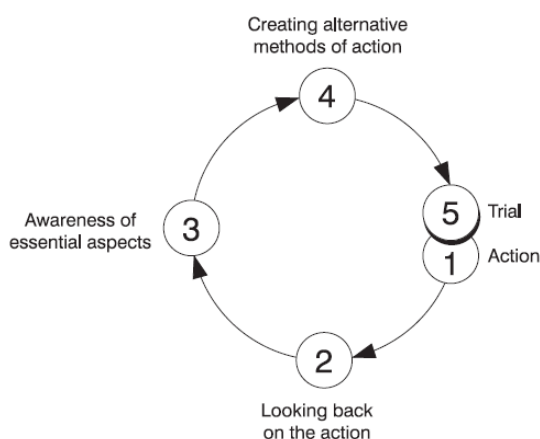 Creating alternative
methods of action
4
5
Trial
Awareness of
essential aspects
3
1
Action
2
Looking back
on the action